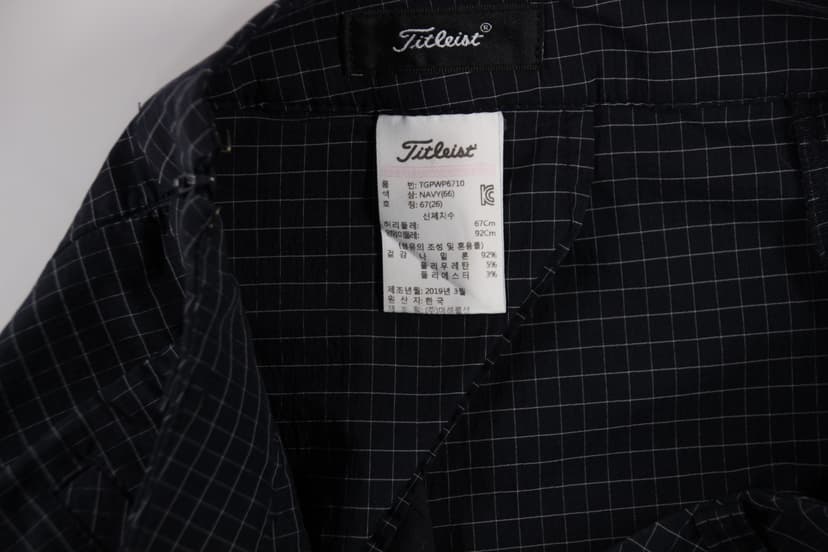 Titleist®
Titleist
품 번: TGPWP6710
색 상: NAVY(66)
호 칭: 67(26)
신체치수
허리둘레: 67Cm
92Cm
(섬유의 조성 및 혼용률)
겉감 나일론 92%
폴리우레탄 5%
폴리에스터 3%
제조년월: 2019년 3월
원 산 지: 한국